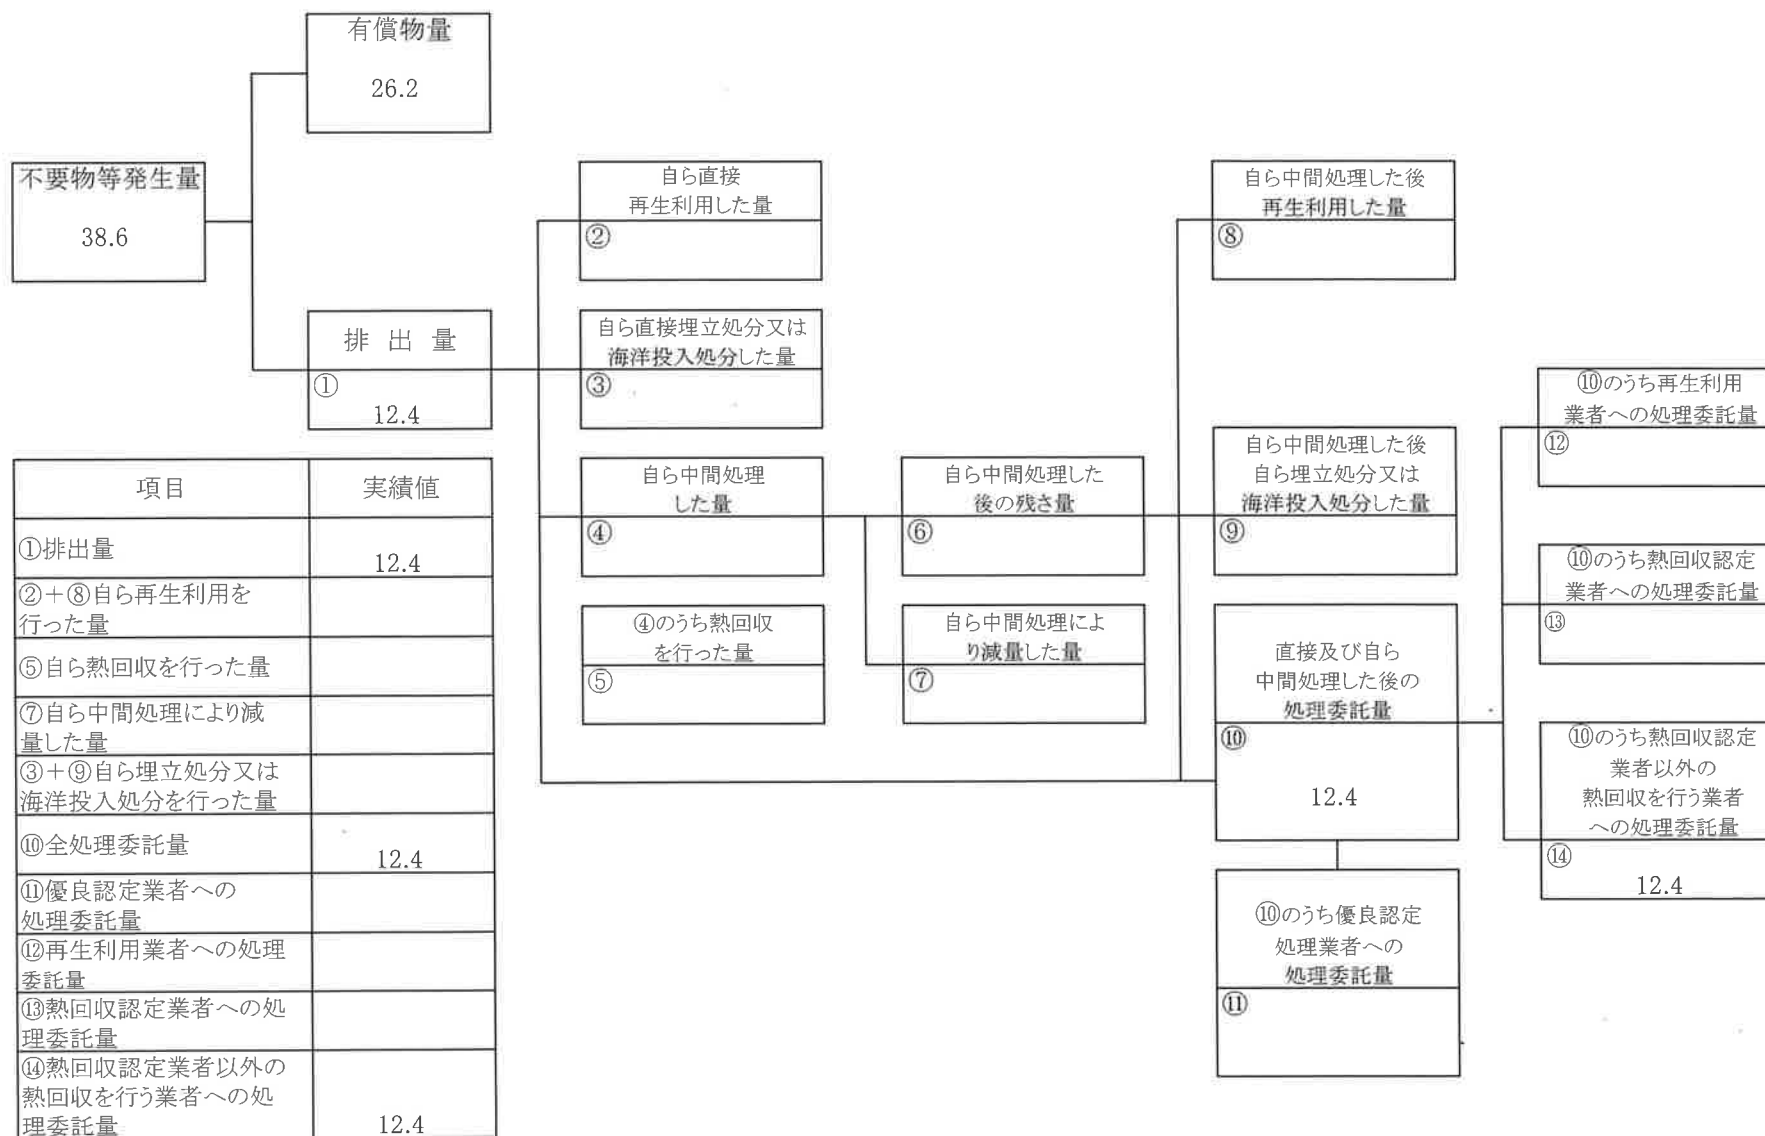 有償物量
26.2
不要物等発生量
38.6
排 出 量
①
12.4
自ら直接
再生利用した量
②
自ら直接埋立処分又は
海洋投入処分した量
③
自ら中間処理
した量
④
④のうち熱回収
を行った量
⑤
自ら中間処理した
後の残さ量
⑥
自ら中間処理によ
り減量した量
⑦
自ら中間処理した後
再生利用した量
⑧
自ら中間処理した後
自ら埋立処分又は
海洋投入処分した量
⑨
直接及び自ら
中間処理した後の
処理委託量
⑩
12.4
⑩のうち優良認定
処理業者への
処理委託量
⑪
⑩のうち再生利用
業者への処理委託量
⑫
⑩のうち熱回収認定
業者への処理委託量
⑬
⑩のうち熱回収認定
業者以外の
熱回収を行う業者
への処理委託量
⑭
12.4
項目 実績値
①排出量 12.4
②+⑧自ら再生利用を
行った量
⑤自ら熱回収を行った量
⑦自ら中間処理により減
量した量
③+⑨自ら埋立処分又は
海洋投入処分を行った量
⑩全処理委託量 12.4
⑪優良認定業者への
処理委託量
⑫再生利用業者への処理
委託量
⑬熱回収認定業者への処
理委託量
⑭熱回収認定業者以外の
熱回収を行う業者への処
理委託量 12.4